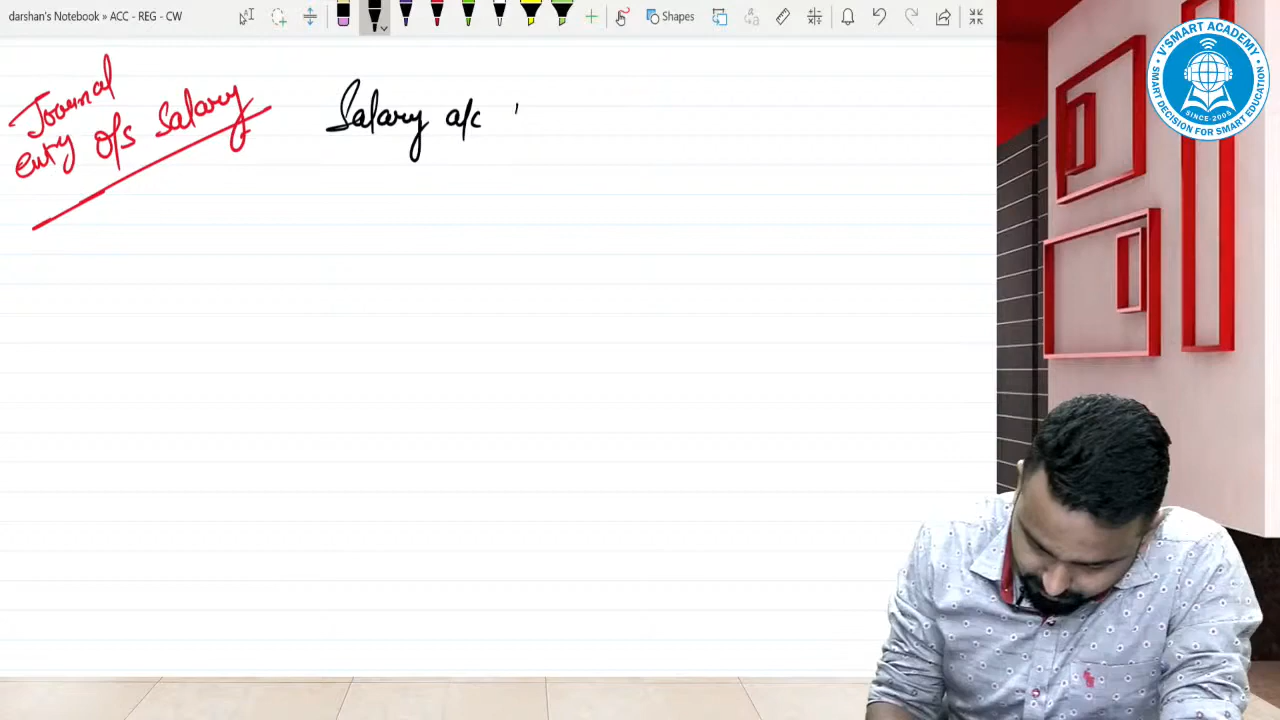 darshan's Notebook » ACC - REG - CW
Shapes
Journal
entry o/s Salary
Salary a/c '
V'SMART ACADEMY
SINCE-2005
SMART DECISION FOR SMART EDUCATION